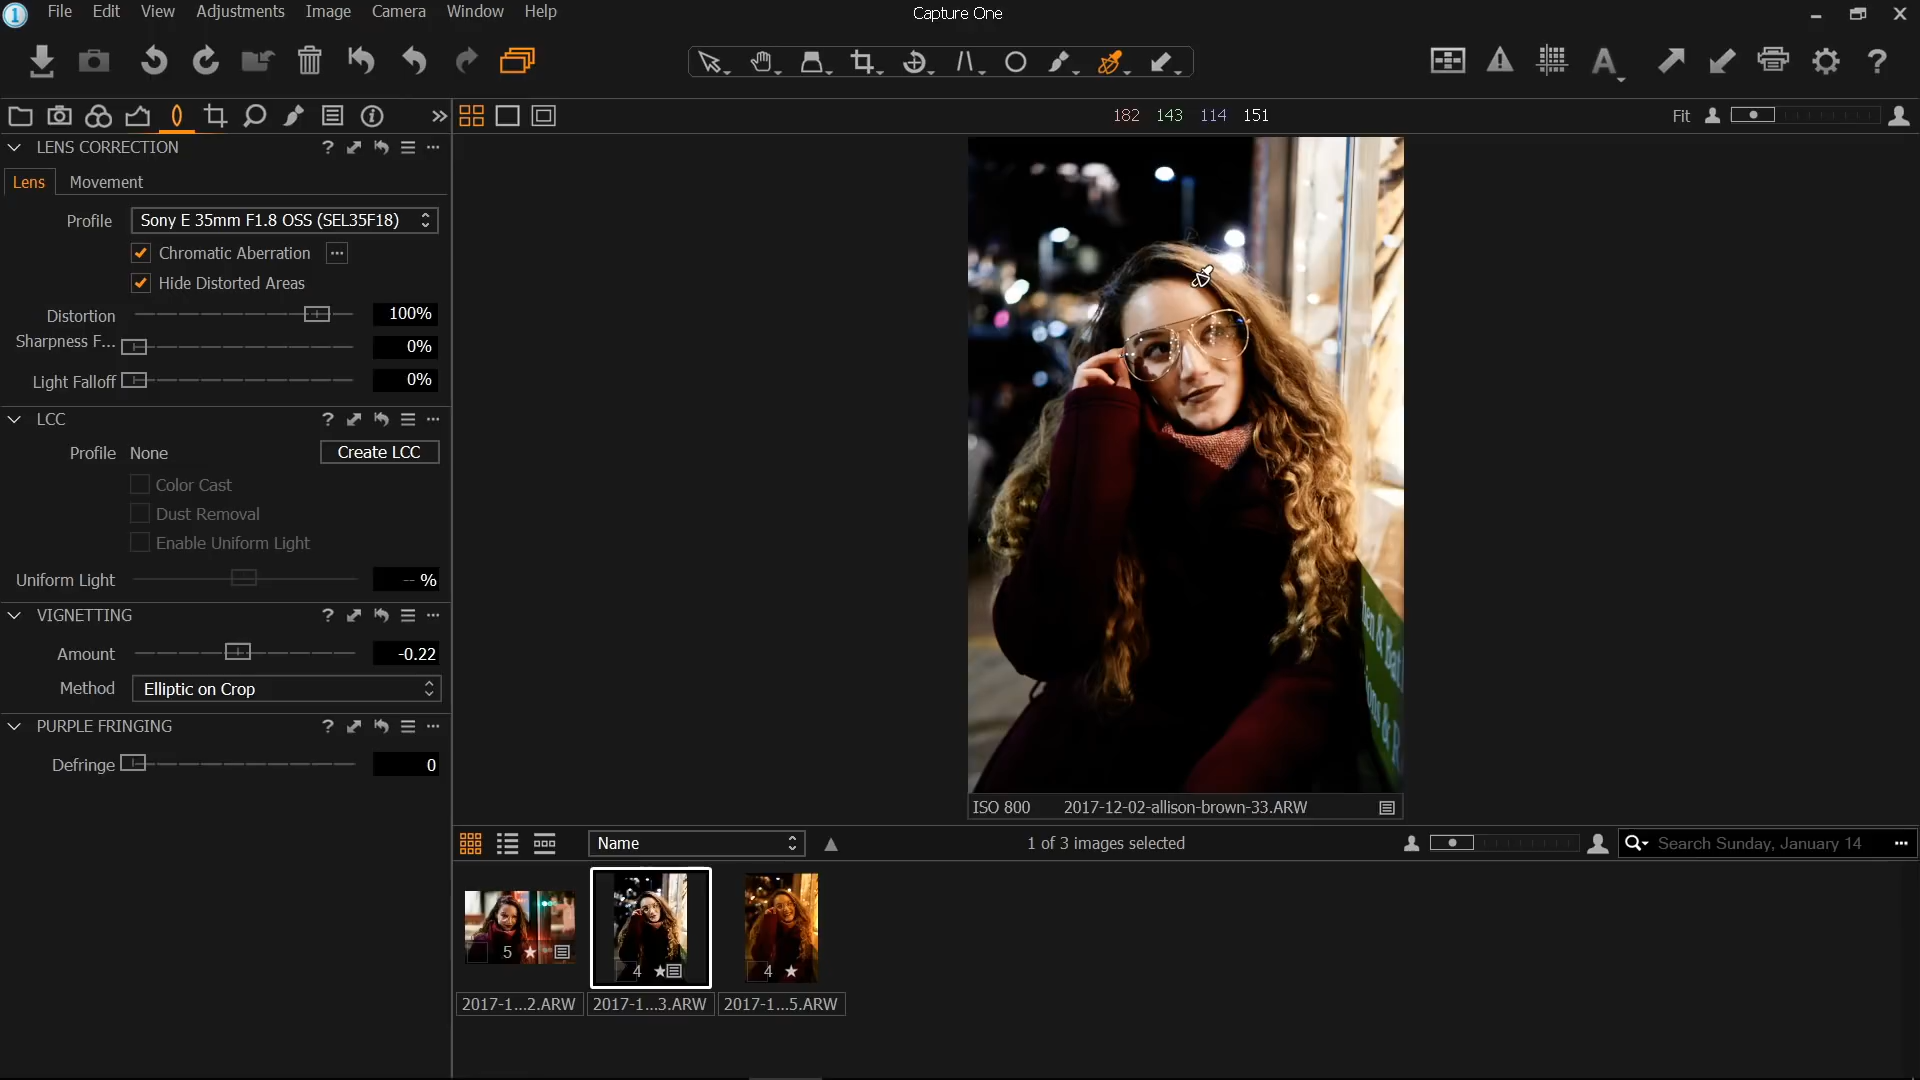 1 File Edit View Adjustments Image Camera Window Help
Capture One
182 143 114 151
Fit
LENS CORRECTION
Lens Movement
Profile Sony E 35mm F1.8 OSS (SEL35F18)
Chromatic Aberration
Hide Distorted Areas
Distortion 100%
Sharpness F... 0%
Light Falloff 0%
LCC
Profile None Create LCC
Color Cast
Dust Removal
Enable Uniform Light
Uniform Light -- %
VIGNETTING
Amount -0.22
Method Elliptic on Crop
PURPLE FRINGING
Defringe 0
ISO 800 2017-12-02-allison-brown-33.ARW
Name
1 of 3 images selected
Search Sunday, January 14
5
4
4
2017-1...2.ARW 2017-1...3.ARW 2017-1...5.ARW